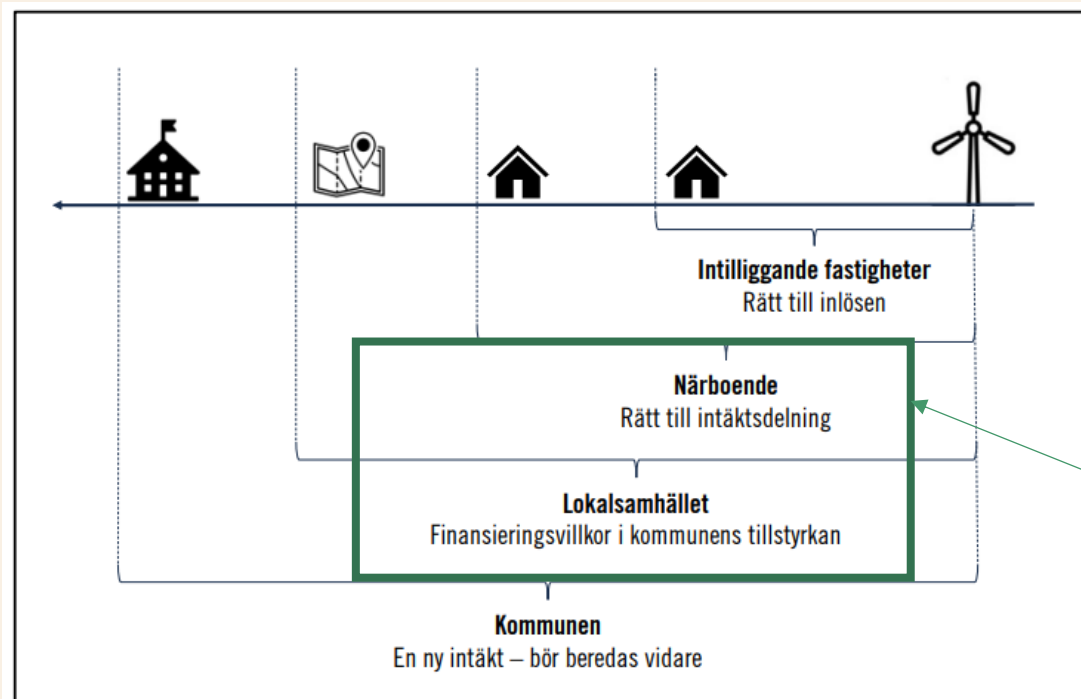 Intilliggande fastigheter
Rätt till inlösen
Närboende
Rätt till intäktsdelning
Lokalsamhället
Finansieringsvillkor i kommunens tillstyrkan
Kommunen
En ny intäkt – bör beredas vidare